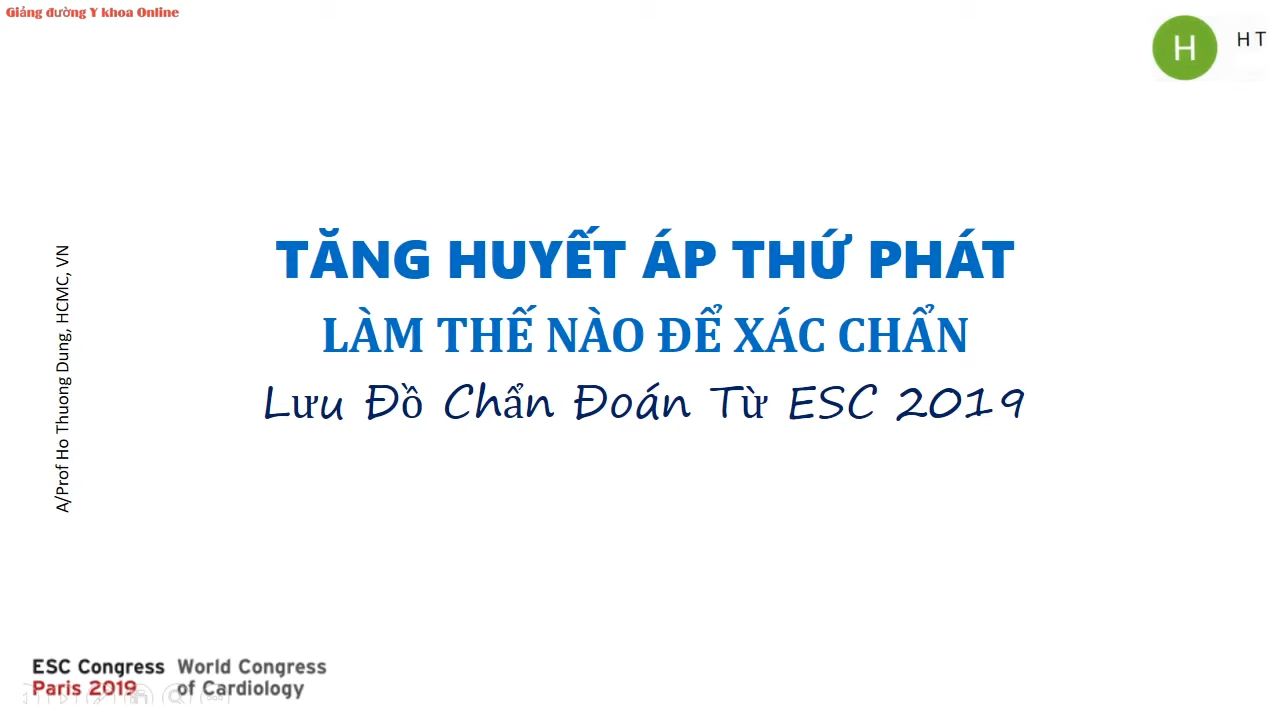 Giảng đường Y khoa Online
H
H T
A/Prof Ho Thuong Dung, HCMC, VN
TĂNG HUYẾT ÁP THỨ PHÁT
LÀM THẾ NÀO ĐỂ XÁC CHẨN
Lưu Đồ Chẩn Đoán Từ ESC 2019
ESC Congress World Congress
Paris 2019 of Cardiology